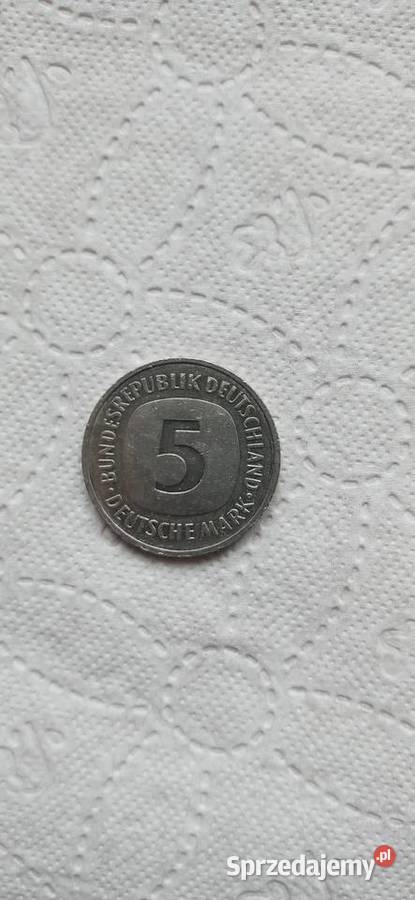 · BUNDESREPUBLIK DEUTSCHLAND ·
5
DEUTSCHE MARK
Sprzedajemy.pl